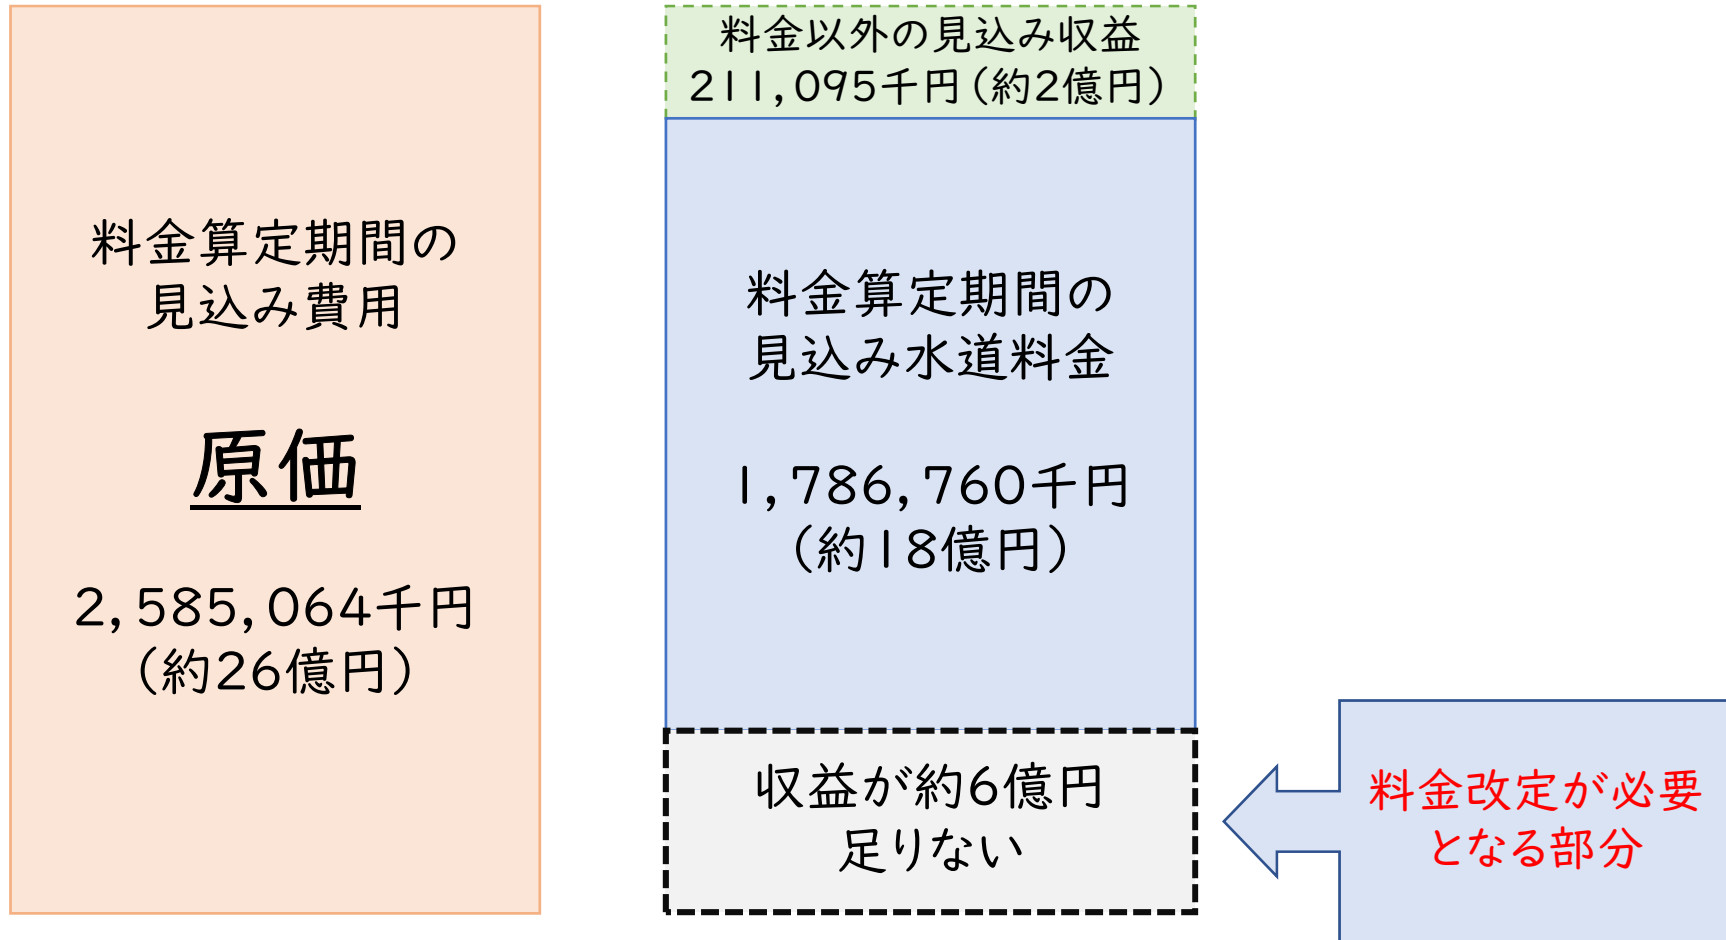 料金算定期間の
見込み費用
原価
2,585,064千円
(約26億円)
料金以外の見込み収益
211,095千円(約2億円)
料金算定期間の
見込み水道料金
1,786,760千円
(約18億円)
収益が約6億円
足りない
料金改定が必要
となる部分